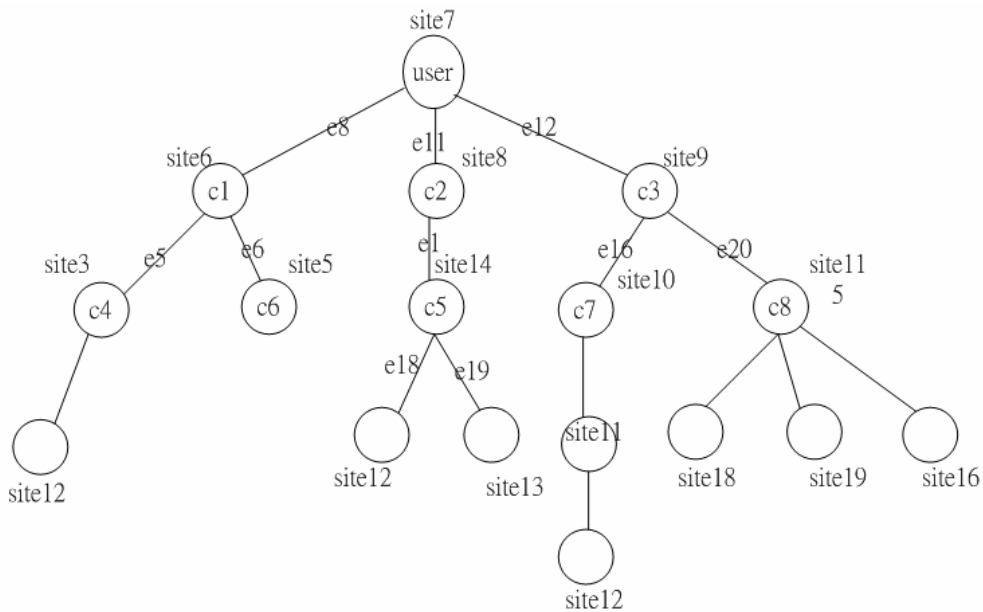 site7
user
e8
e11
e12
site6
site8
site9
c1
c2
c3
e5
e6
e1
e16
e20
site3
site5
site14
site10
site11
5
c4
c6
c5
c7
c8
e18
e19
site11
site12
site12
site13
site18
site19
site16
site12